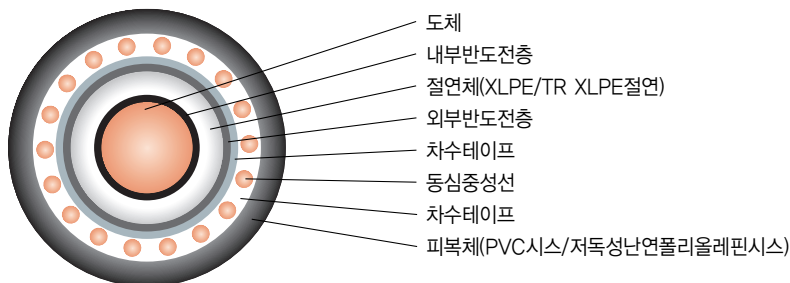 도체
내부반도전층
절연체(XLPE/TR XLPE절연)
외부반도전층
차수테이프
동심중성선
차수테이프
피복체(PVC시스/저독성난연폴리올레핀시스)